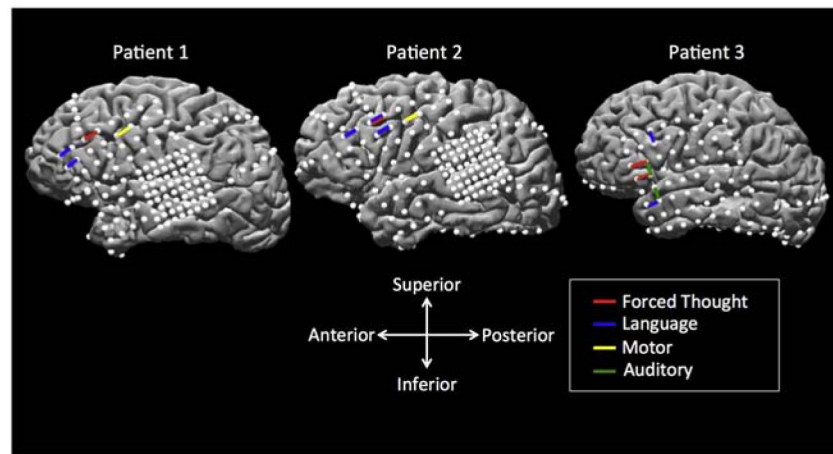 Patient 1
Patient 2
Patient 3
Superior
Anterior
Posterior
Inferior
Forced Thought
Language
Motor
Auditory